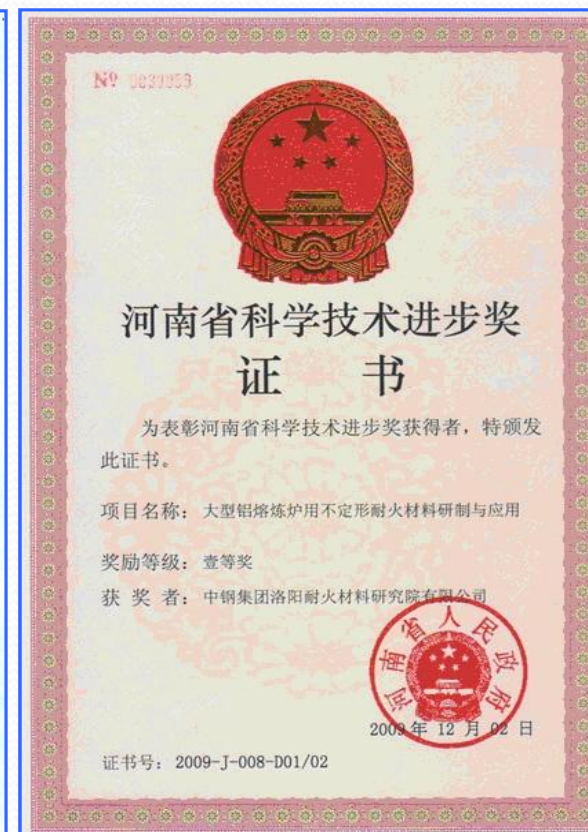 Nº
河南省科学技术进步奖
证 书
为表彰河南省科学技术进步奖获得者，特颁发
此证书。
项目名称：大型铝熔炼炉用不定形耐火材料研制与应用
奖励等级：壹等奖
获 奖 者：中钢集团洛阳耐火材料研究院有限公司
河南省人民政府
2009年 12 月 02 日
证书号：2009-J-008-D01/02